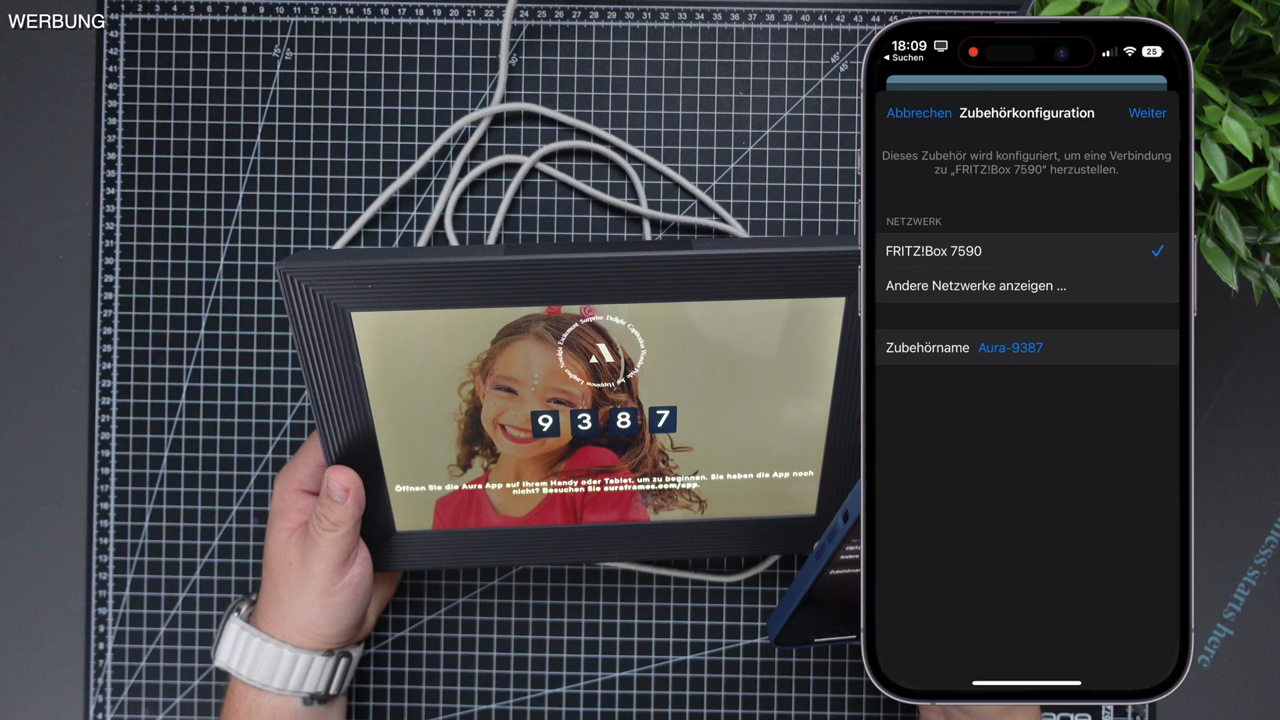 WERBUNG
18:09
25
Suchen
Abbrechen Zubehörkonfiguration Weiter
Dieses Zubehör wird konfiguriert, um eine Verbindung
zu „FRITZ!Box 7590“ herzustellen.
NETZWERK
FRITZ!Box 7590
Andere Netzwerke anzeigen ...
Zubehörname Aura-9387
9 3 8 7
Öffnen Sie die Aura App auf Ihrem Handy oder Tablet, um zu beginnen. Sie haben die App noch
nicht? Besuchen Sie auraframes.com/app.
ness starts here